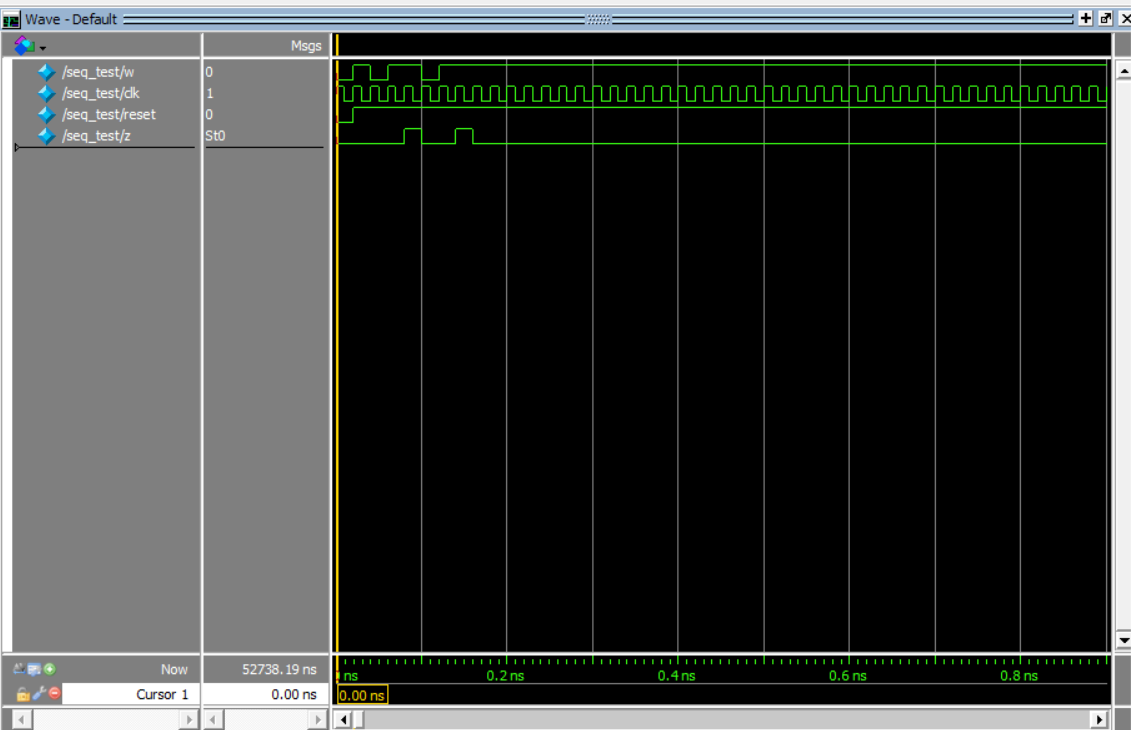 Wave - Default
Msgs
/seq_test/w 0
/seq_test/clk 1
/seq_test/reset 0
/seq_test/z St0
Now 52738.19 ns ns 0.2 ns 0.4 ns 0.6 ns 0.8 ns
Cursor 1 0.00 ns 0.00 ns